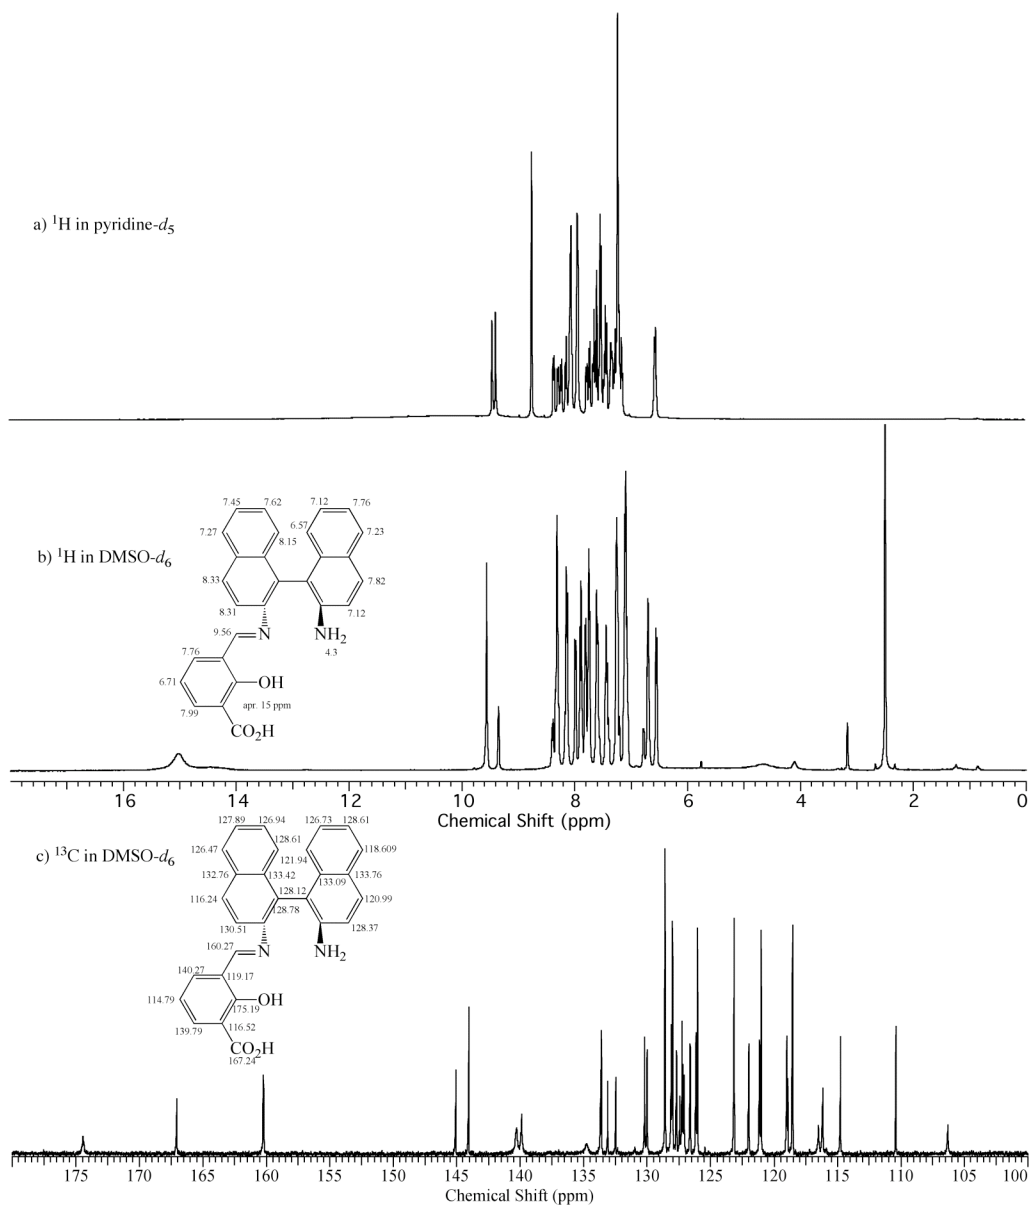 a) ¹H in pyridine-d₅
7.45 7.62 7.12 7.76
7.27 6.57 7.23
8.15
b) ¹H in DMSO-d₆
8.33 7.82
8.31 7.12
9.56 N NH₂
4.3
7.76
6.71 OH
apr. 15 ppm
7.99
CO₂H
16 14 12 10 8 6 4 2 0
Chemical Shift (ppm)
127.89 126.94 126.73 128.61
c) ¹³C in DMSO-d₆
126.47 128.61 121.94 118.609
132.76 133.42 133.09 133.76
128.12
116.24 120.99
128.78
130.51 128.37
160.27 N NH₂
140.27 119.17
114.79 OH
175.19
139.79 116.52
CO₂H
167.24
175 165 160 155 150 145 140 135 130 125 120 115 110 105 100
Chemical Shift (ppm)